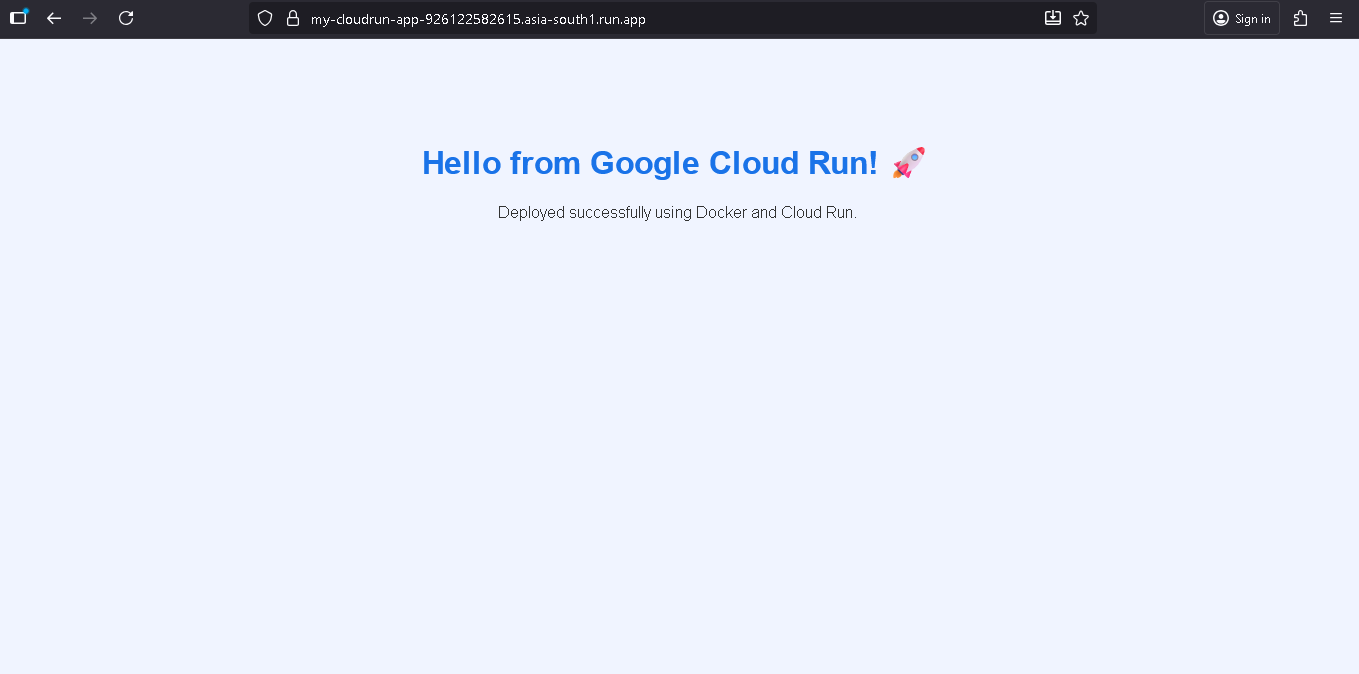 my-cloudrun-app-926122582615.asia-south1.run.app
Sign in
Hello from Google Cloud Run! 🚀
Deployed successfully using Docker and Cloud Run.